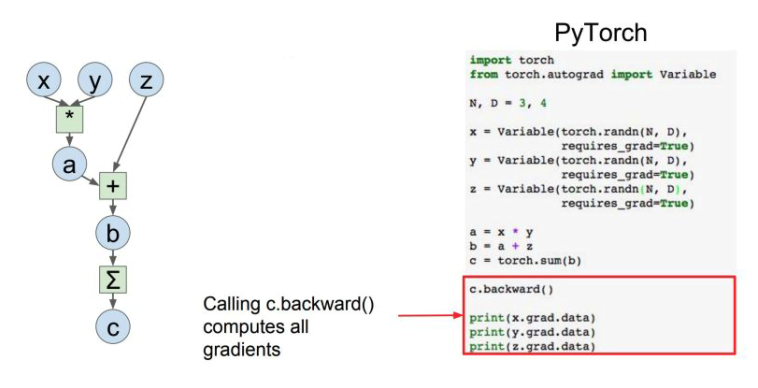 PyTorch
x y z
*
a
+
b
Σ
c
import torch
from torch.autograd import Variable
N, D = 3, 4
x = Variable(torch.randn(N, D),
requires_grad=True)
y = Variable(torch.randn(N, D),
requires_grad=True)
z = Variable(torch.randn(N, D),
requires_grad=True)
a = x * y
b = a + z
c = torch.sum(b)
Calling c.backward()
computes all
gradients
c.backward()
print(x.grad.data)
print(y.grad.data)
print(z.grad.data)